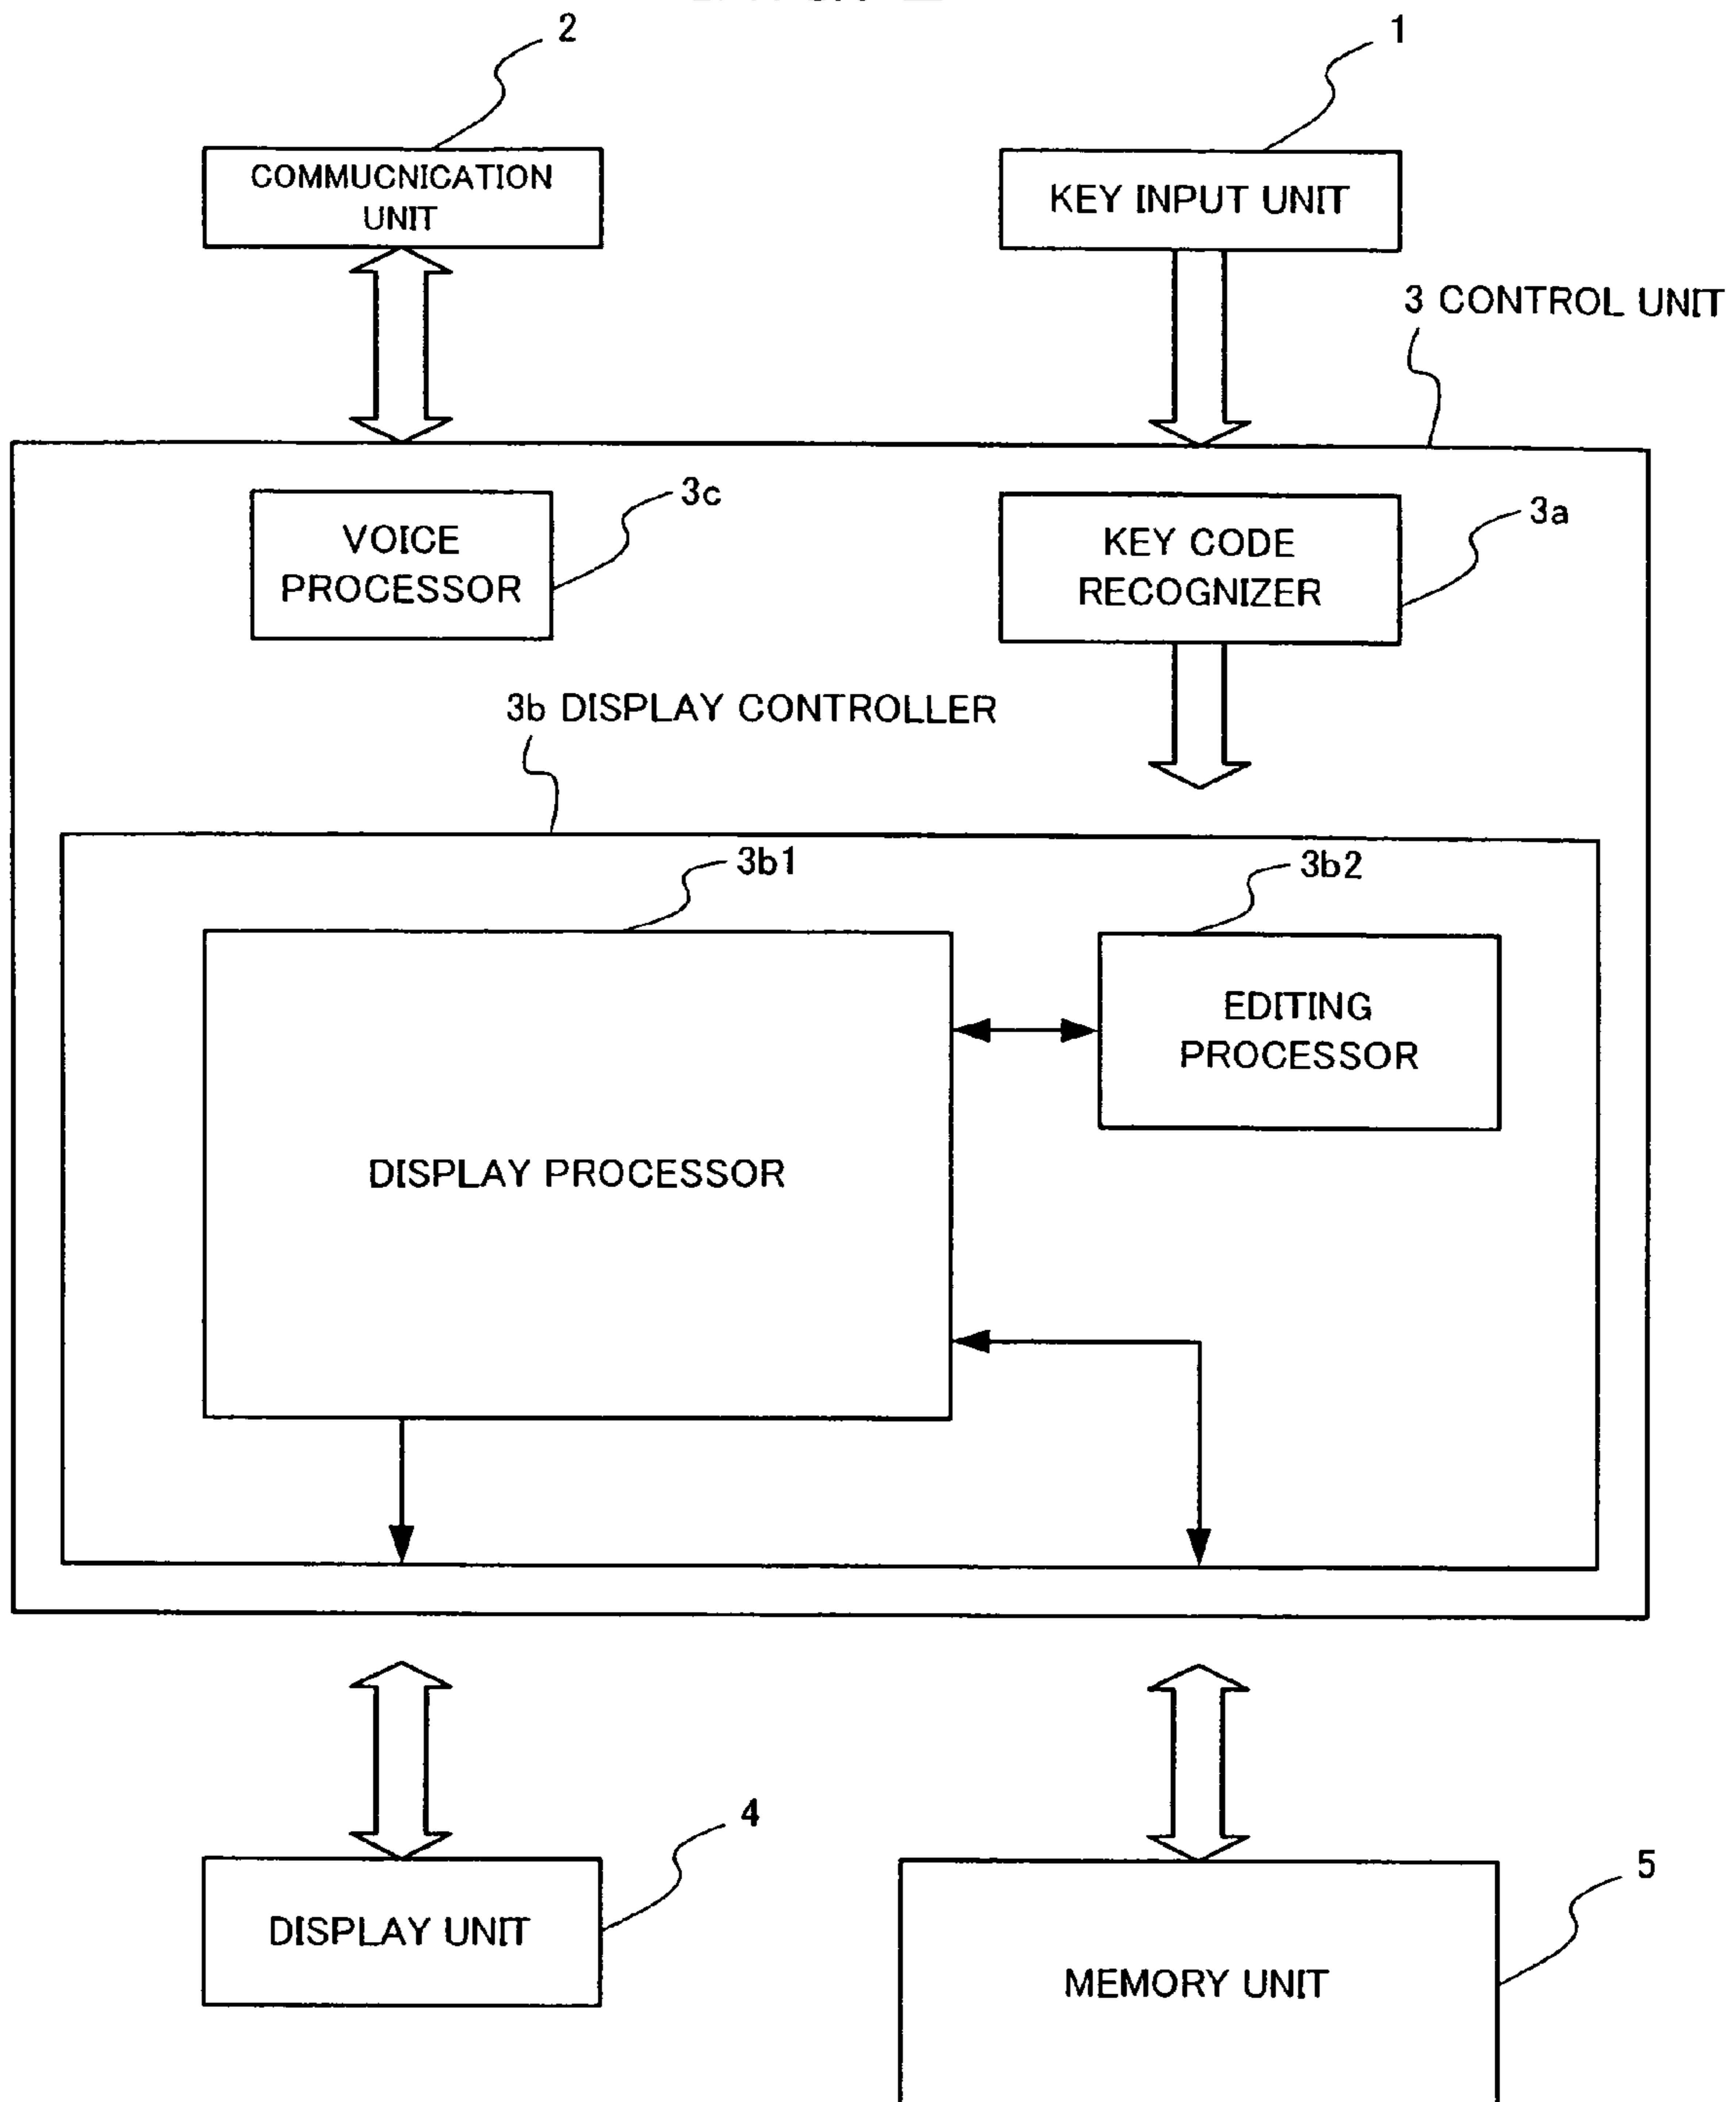 2
1
COMMUCNICATION
UNIT
KEY INPUT UNIT
3 CONTROL UNIT
3c
VOICE
PROCESSOR
3a
KEY CODE
RECOGNIZER
3b DISPLAY CONTROLLER
3b1
3b2
EDITING
PROCESSOR
DISPLAY PROCESSOR
4
DISPLAY UNIT
5
MEMORY UNIT